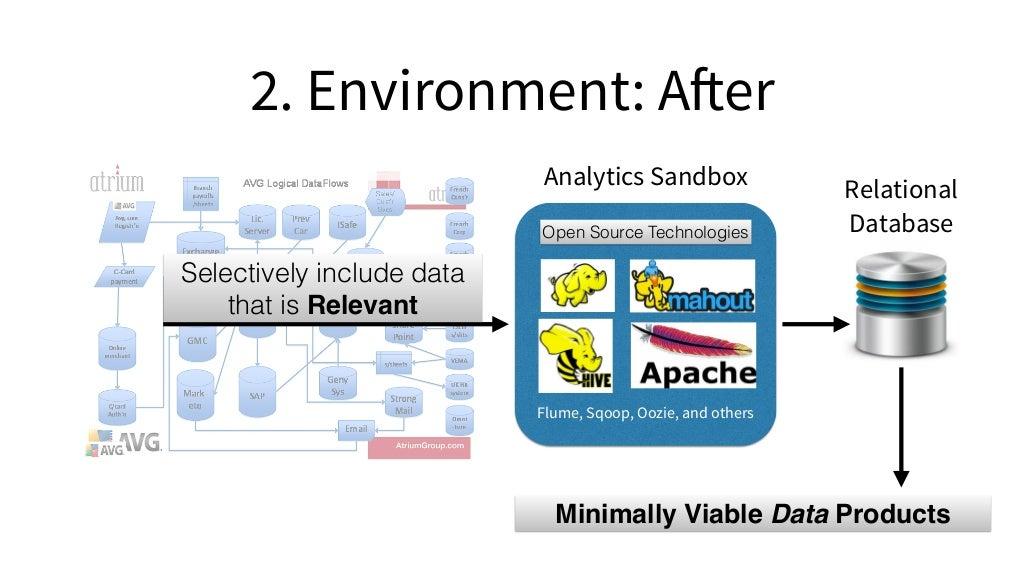 2. Environment: After
atrium
AVG
Branch
payrolls
/sheets
AVG Logical DataFlows
Lic.
Server
Prev
Car
iSafe
Exchange
C-Card
payment
Selectively include data
that is Relevant
Online
merchant
GMC
Point
s/sheets
VEMA
Mark-
eto
SAP
Geny
Sys
Strong
Mail
Email
C/card
Auth'n
AVG.
AVG.
AtriumGroup.com
Analytics Sandbox
Open Source Technologies
mahout
HIVE
Apache
Flume, Sqoop, Oozie, and others
Relational
Database
Minimally Viable Data Products